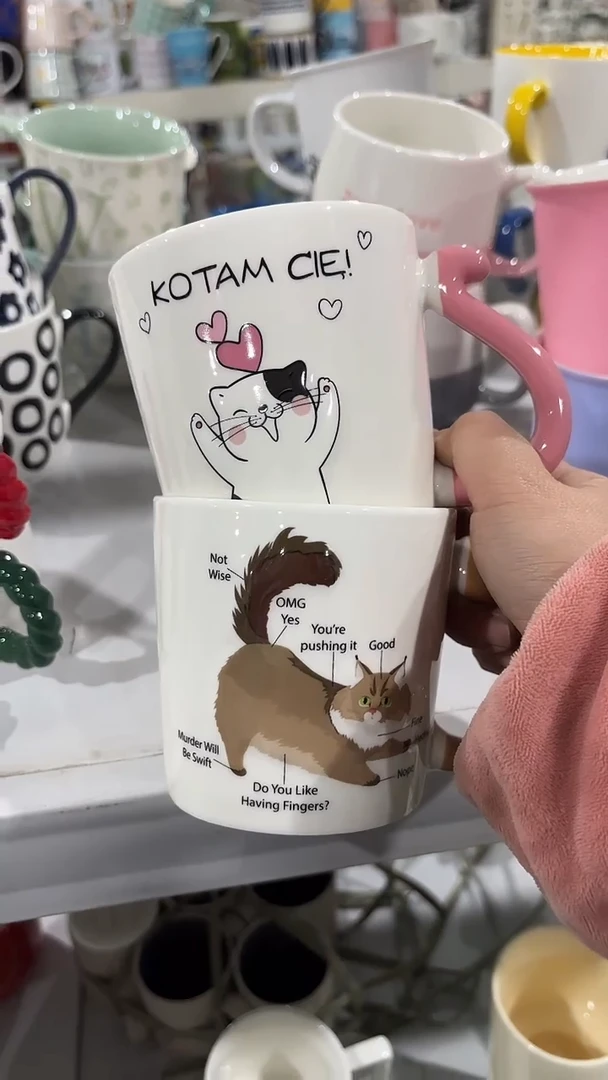 KOTAM CIĘ!
Not
Wise
OMG
Yes
You're
pushing it
Good
Murder Will
Be Swift
Do You Like
Having Fingers?